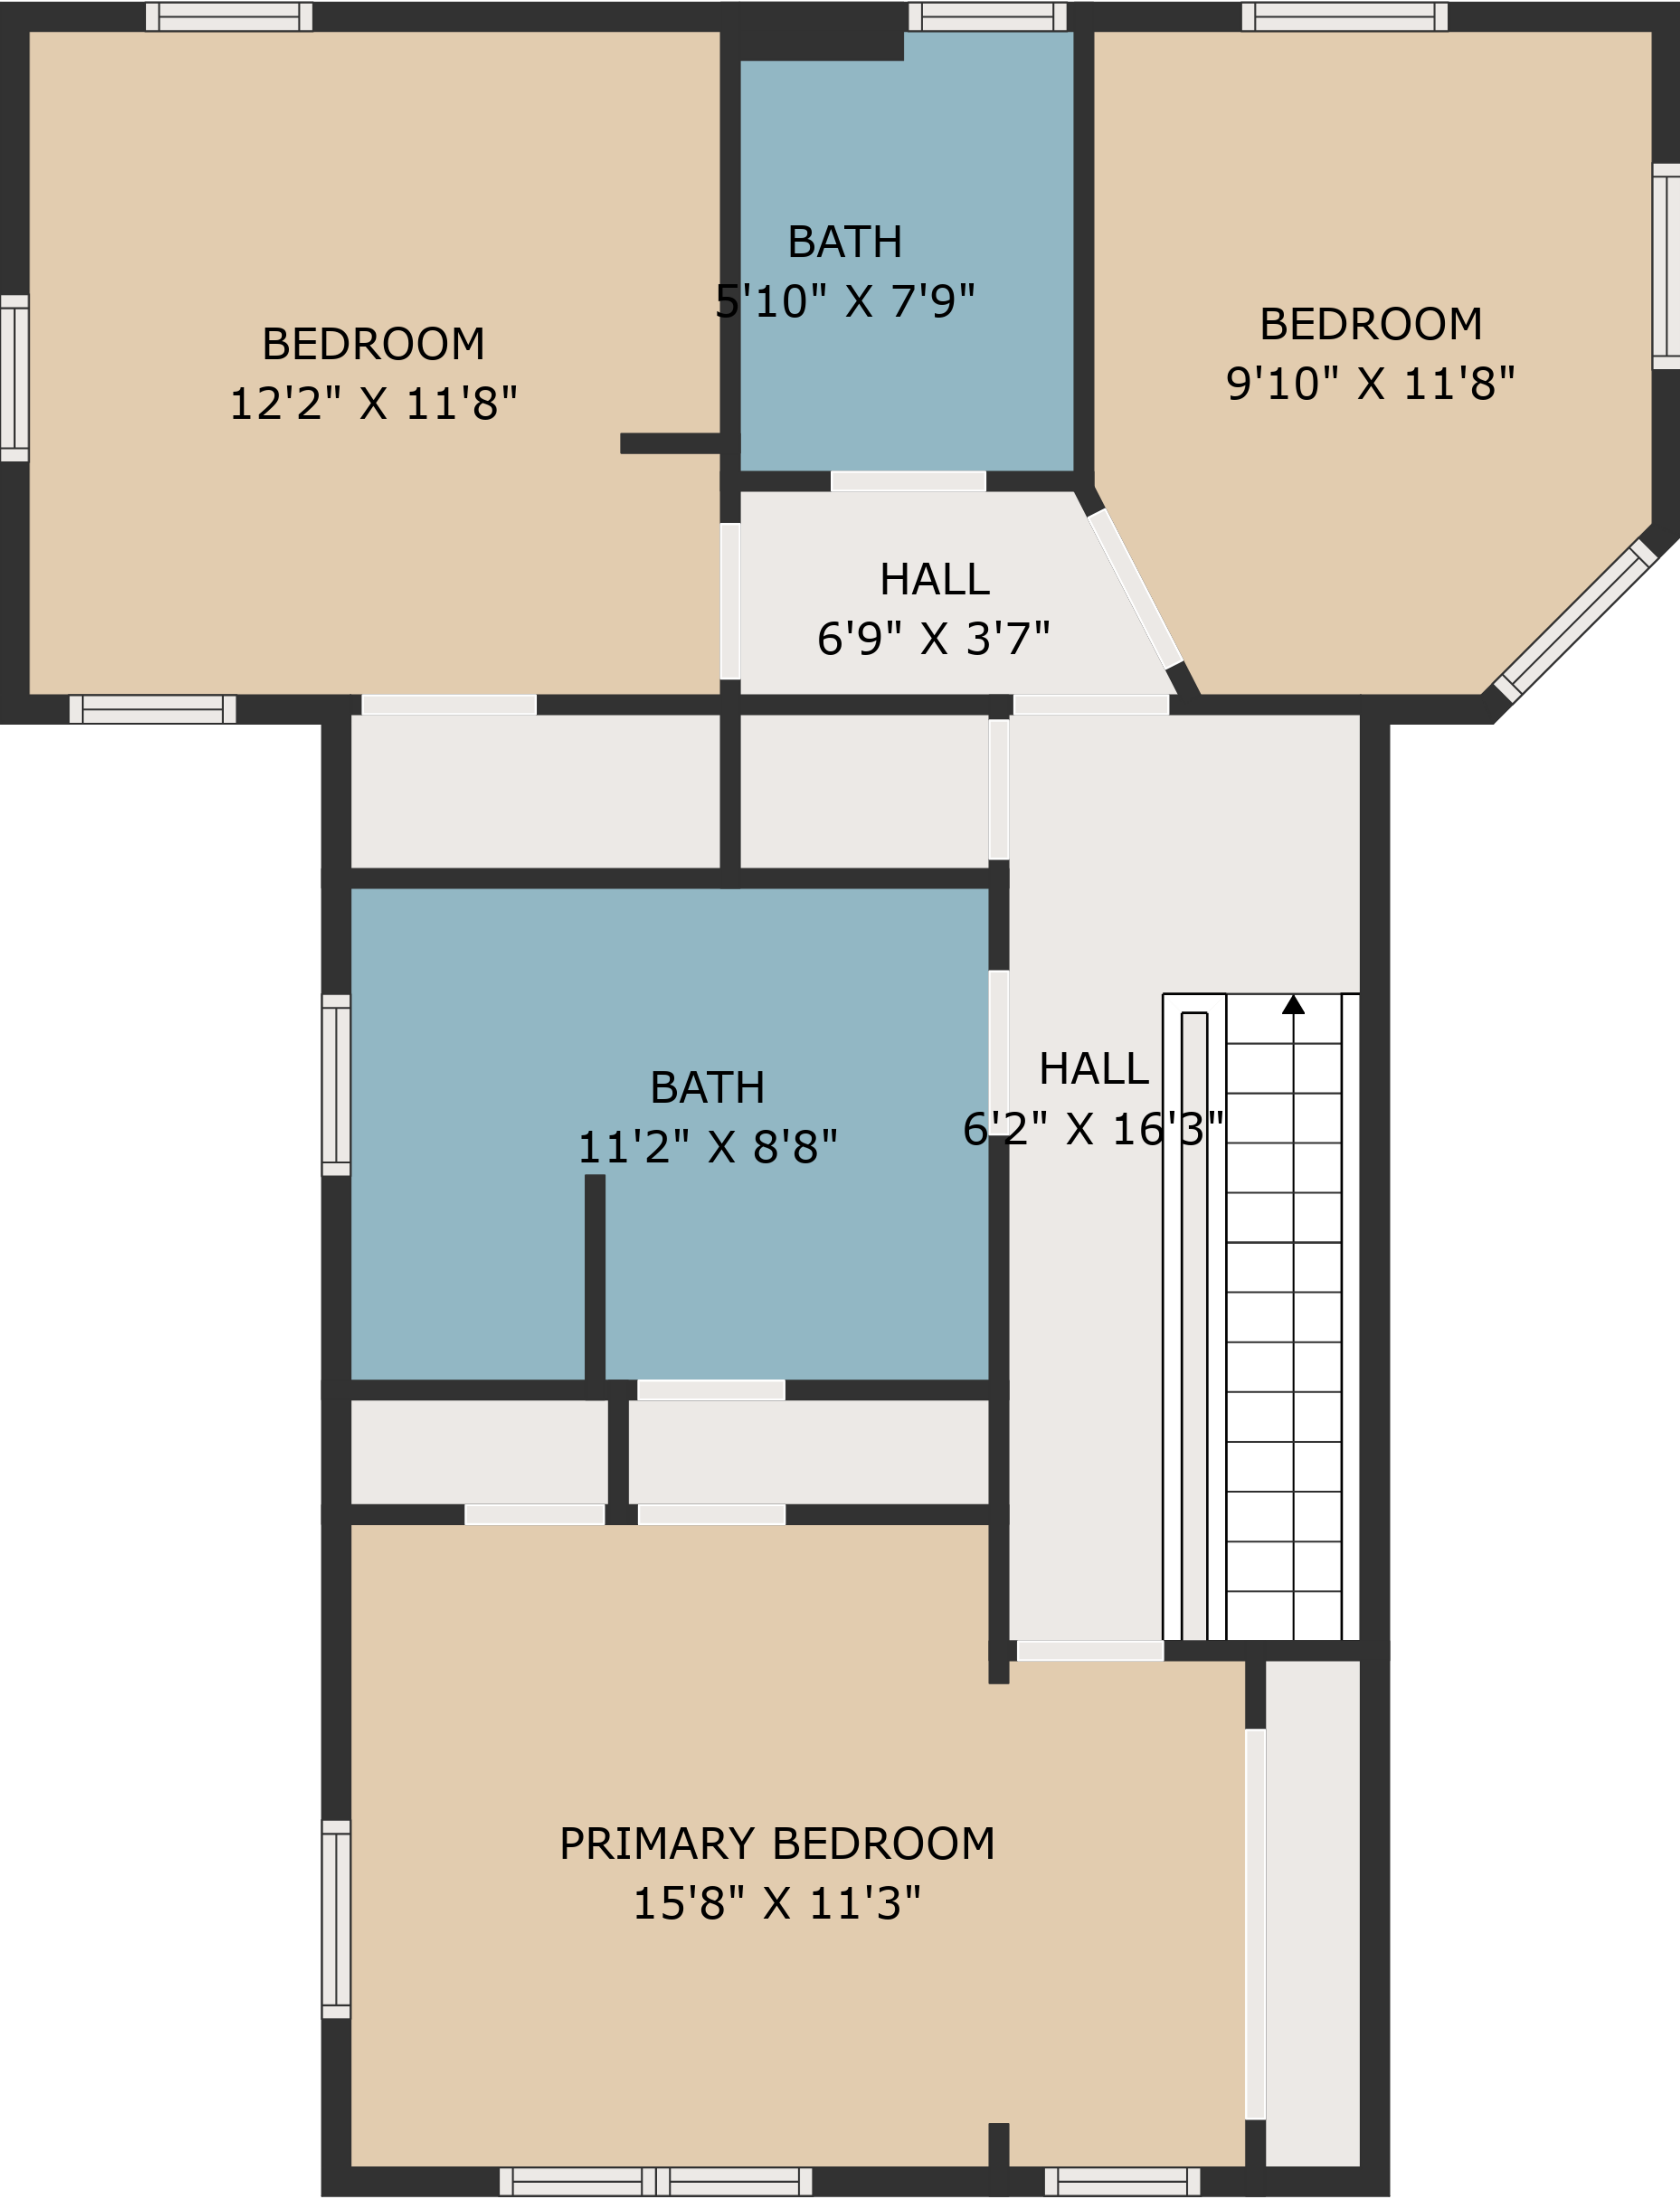 BATH
5'10" X 7'9"
BEDROOM
9'10" X 11'8"
BEDROOM
12'2" X 11'8"
HALL
6'9" X 3'7"
HALL
6'2" X 16'3"
BATH
11'2" X 8'8"
PRIMARY BEDROOM
15'8" X 11'3"